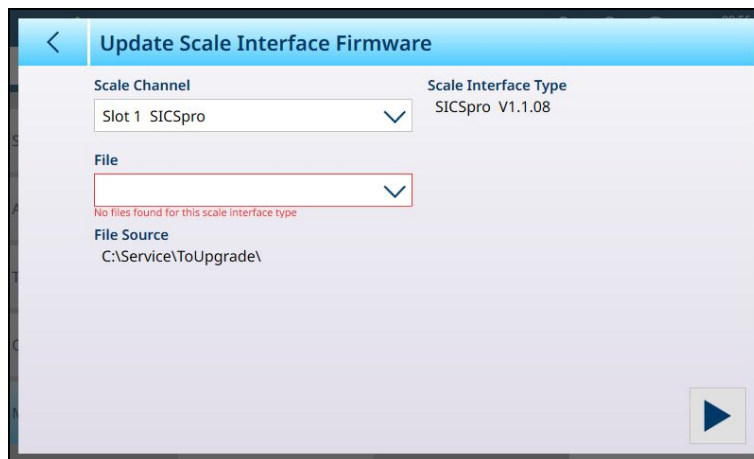 Update Scale Interface Firmware
Scale Channel
Slot 1 SICSpro
Scale Interface Type
SICSpro V1.1.08
File
No files found for this scale interface type
File Source
C:\Service\ToUpgrade\